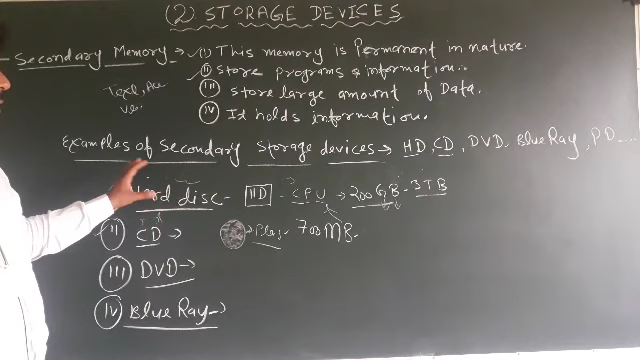 (2) STORAGE DEVICES
Secondary Memory → (i) This memory is Permanent in nature.
(ii) Store programs & information..
(iii) Store large amount of Data.
(iv) It holds information.
Text,
Examples of Secondary Storage devices → HD, CD, DVD, Blue Ray, PD....
disc - HD - CPU → 200 GB - 3TB
(ii) CD → 700 MB.
(iii) DVD →
(iv) Blue Ray →